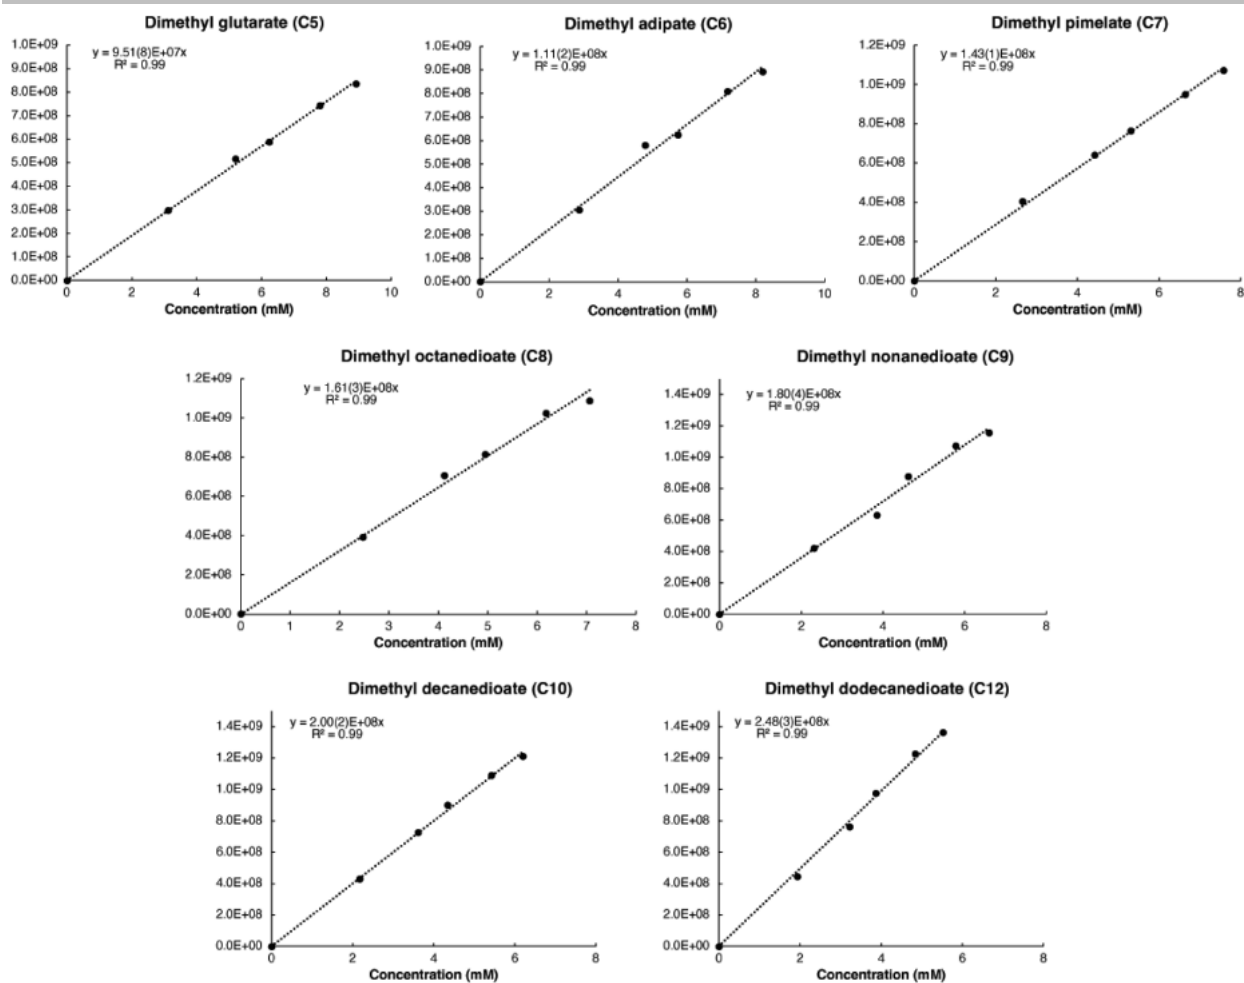 Dimethyl glutarate (C5)
y = 9.51(8)E+07x
R² = 0.99
1.0E+09
9.0E+08
8.0E+08
7.0E+08
6.0E+08
5.0E+08
4.0E+08
3.0E+08
2.0E+08
1.0E+08
0.0E+00
0 2 4 6 8 10
Concentration (mM)
Dimethyl adipate (C6)
y = 1.11(2)E+08x
R² = 0.99
1.0E+09
9.0E+08
8.0E+08
7.0E+08
6.0E+08
5.0E+08
4.0E+08
3.0E+08
2.0E+08
1.0E+08
0.0E+00
0 2 4 6 8 10
Concentration (mM)
Dimethyl pimelate (C7)
y = 1.43(1)E+08x
R² = 0.99
1.2E+09
1.0E+09
8.0E+08
6.0E+08
4.0E+08
2.0E+08
0.0E+00
0 2 4 6 8
Concentration (mM)
Dimethyl octanedioate (C8)
y = 1.61(3)E+08x
R² = 0.99
1.2E+09
1.0E+09
8.0E+08
6.0E+08
4.0E+08
2.0E+08
0.0E+00
0 1 2 3 4 5 6 7 8
Concentration (mM)
Dimethyl nonanedioate (C9)
y = 1.80(4)E+08x
R² = 0.99
1.4E+09
1.2E+09
1.0E+09
8.0E+08
6.0E+08
4.0E+08
2.0E+08
0.0E+00
0 2 4 6 8
Concentration (mM)
Dimethyl decanedioate (C10)
y = 2.00(2)E+08x
R² = 0.99
1.4E+09
1.2E+09
1.0E+09
8.0E+08
6.0E+08
4.0E+08
2.0E+08
0.0E+00
0 2 4 6 8
Concentration (mM)
Dimethyl dodecanedioate (C12)
y = 2.48(3)E+08x
R² = 0.99
1.4E+09
1.2E+09
1.0E+09
8.0E+08
6.0E+08
4.0E+08
2.0E+08
0.0E+00
0 2 4 6 8
Concentration (mM)